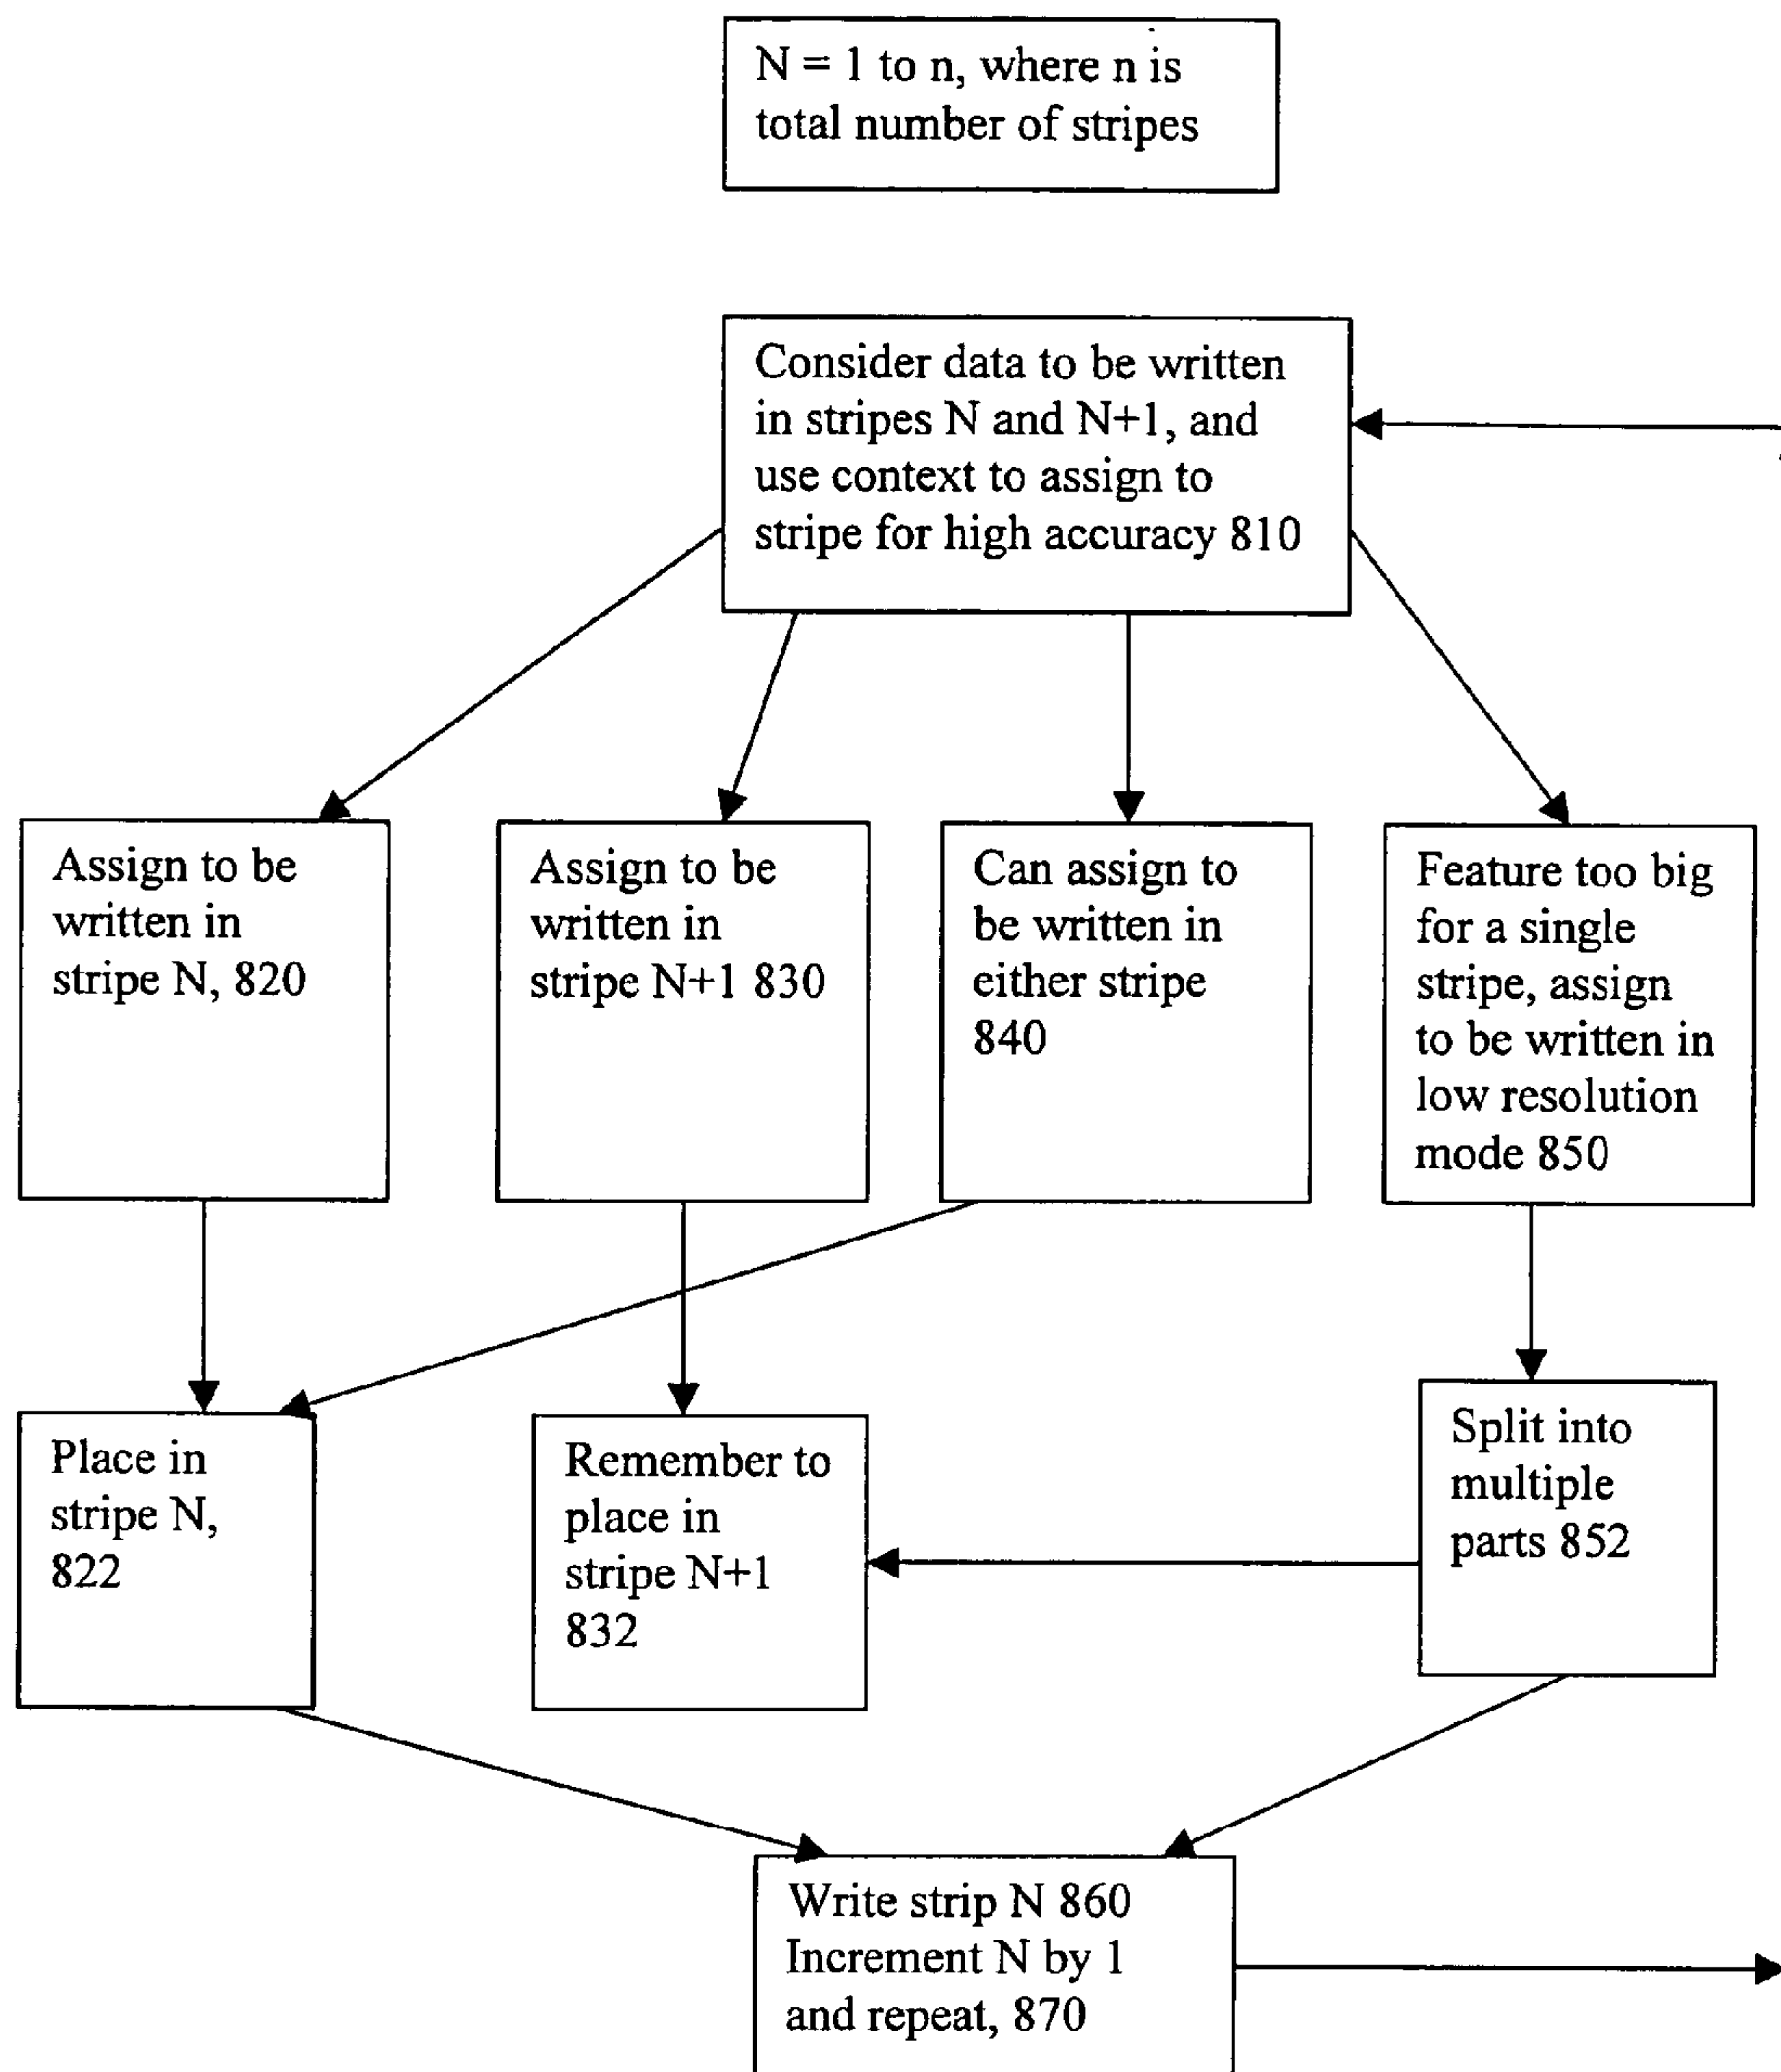 N = 1 to n, where n is
total number of stripes
Consider data to be written
in stripes N and N+1, and
use context to assign to
stripe for high accuracy 810
Assign to be
written in
stripe N, 820
Assign to be
written in
stripe N+1 830
Can assign to
be written in
either stripe
840
Feature too big
for a single
stripe, assign
to be written in
low resolution
mode 850
Place in
stripe N,
822
Remember to
place in
stripe N+1
832
Split into
multiple
parts 852
Write strip N 860
Increment N by 1
and repeat, 870